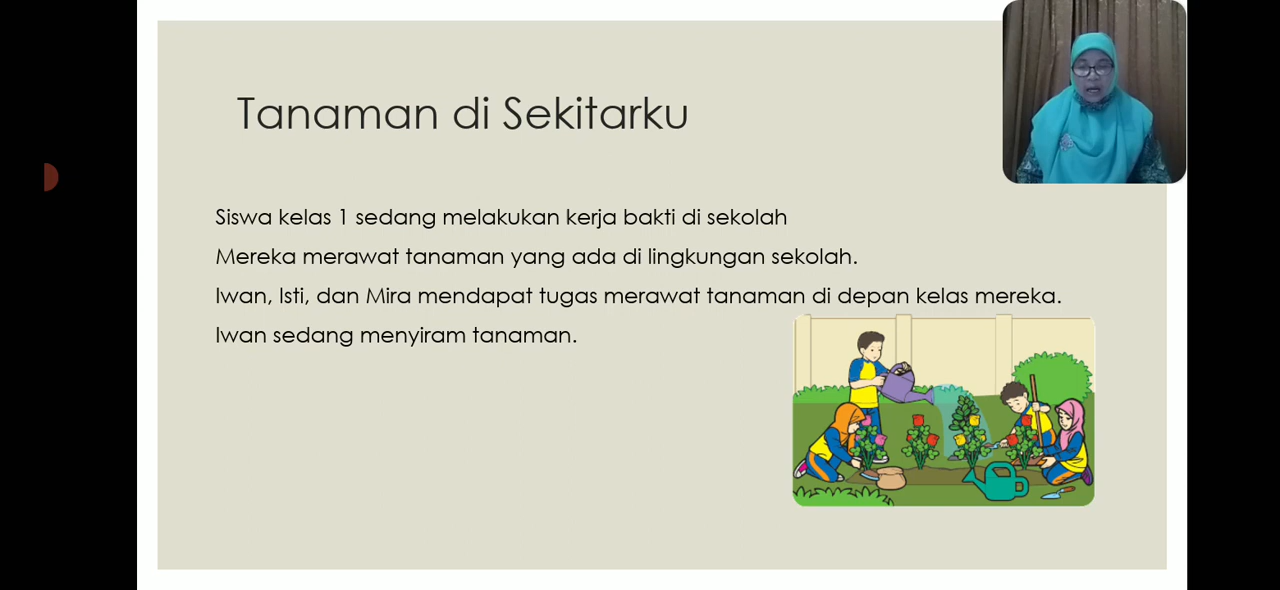 Tanaman di Sekitarku
Siswa kelas 1 sedang melakukan kerja bakti di sekolah
Mereka merawat tanaman yang ada di lingkungan sekolah.
Iwan, Isti, dan Mira mendapat tugas merawat tanaman di depan kelas mereka.
Iwan sedang menyiram tanaman.